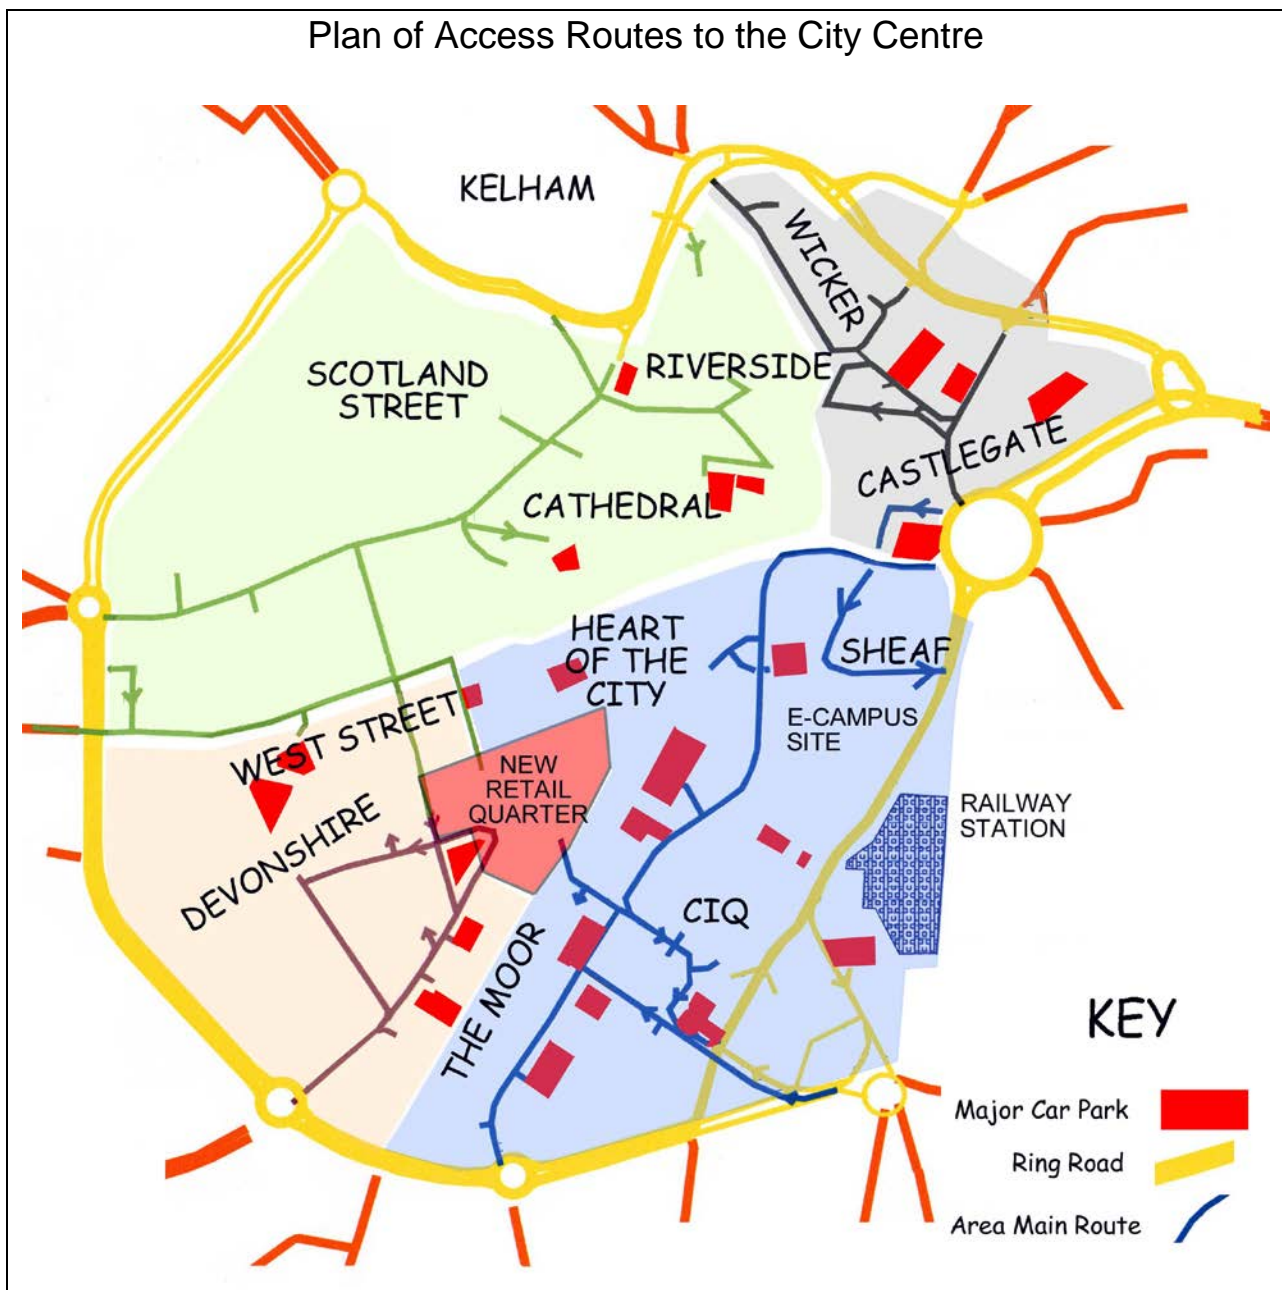 Plan of Access Routes to the City Centre
KELHAM
WICKER
SCOTLAND
STREET
RIVERSIDE
CASTLEGATE
CATHEDRAL
HEART
OF THE
CITY
SHEAF
E-CAMPUS
SITE
WEST STREET
NEW
RETAIL
QUARTER
RAILWAY
STATION
DEVONSHIRE
CIQ
THE MOOR
KEY
Major Car Park
Ring Road
Area Main Route